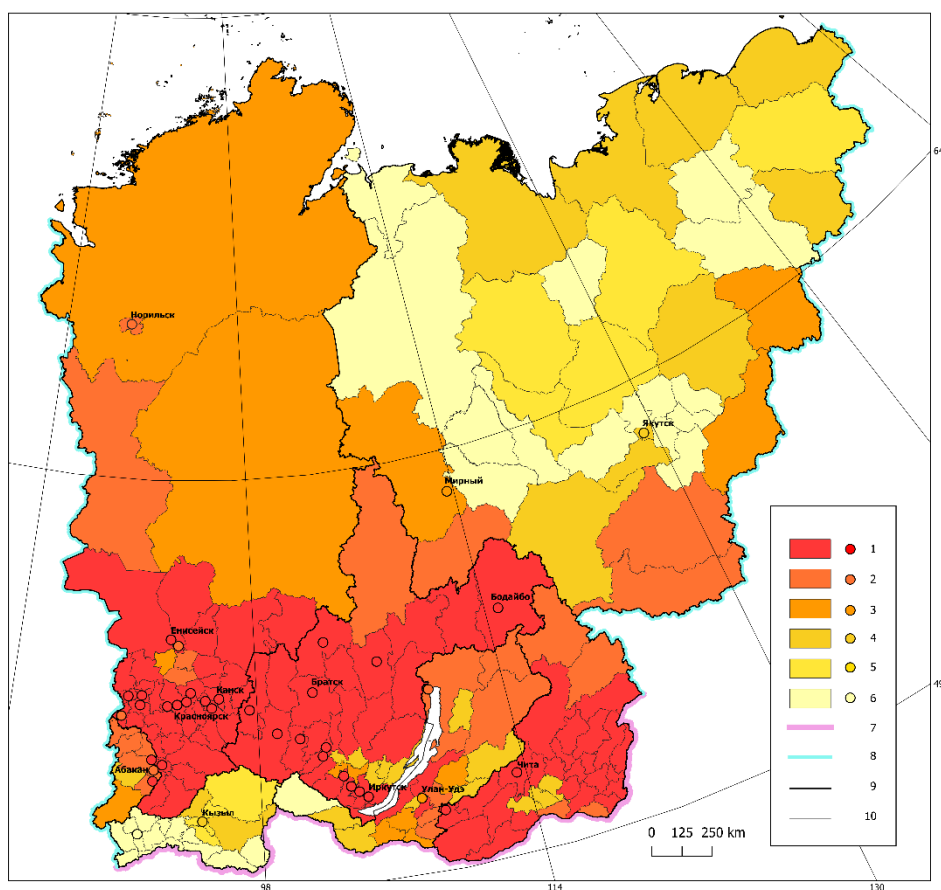 64
Норильск
Якутск
Мирный
1
2
3
4
5
6
7
8
9
10
Бодайбо
Енисейск
Братск
Канск
Красноярск
49
Абакан
Чита
Иркутск
Улан-Удэ
Кызыл
0 125 250 km
98
114
130